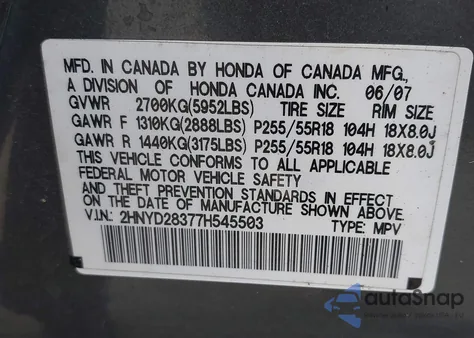 MFD. IN CANADA BY HONDA OF CANADA MFG.,
A DIVISION OF HONDA CANADA INC. 06/07
GVWR 2700KG(5952LBS) TIRE SIZE RIM SIZE
GAWR F 1310KG(2888LBS) P255/55R18 104H 18X8.0J
GAWR R 1440KG(3175LBS) P255/55R18 104H 18X8.0J
THIS VEHICLE CONFORMS TO ALL APPLICABLE
FEDERAL MOTOR VEHICLE SAFETY
AND THEFT PREVENTION STANDARDS IN EFFECT
ON THE DATE OF MANUFACTURE SHOWN ABOVE.
V.I.N.: 2HNYD28377H545503 TYPE: MPV
autoSnap